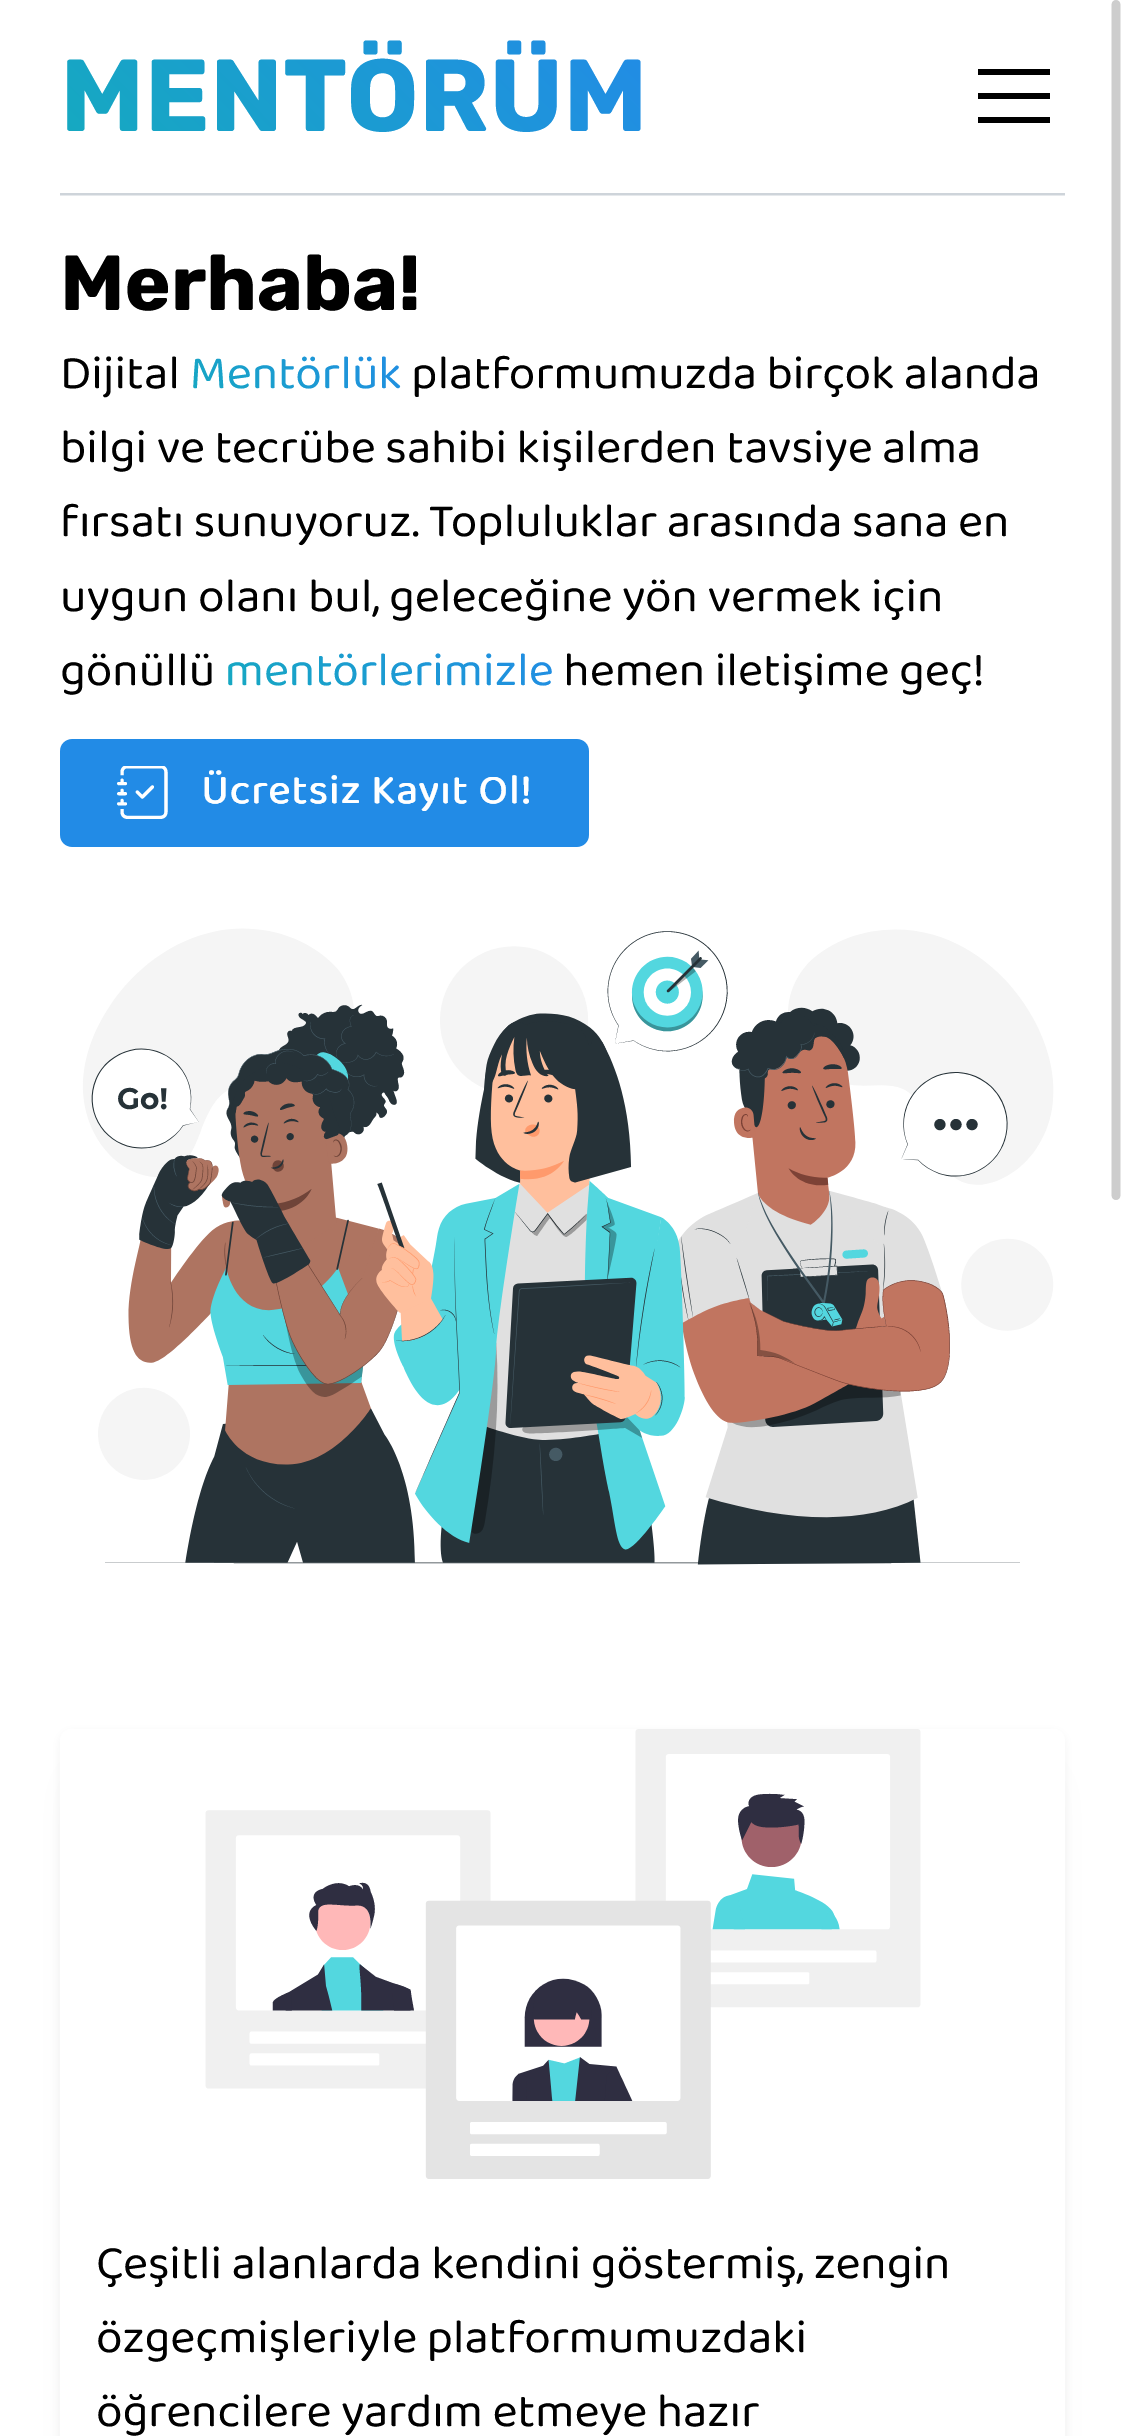 MENTÖRÜM
Merhaba!
Dijital Mentörlük platformumuzda birçok alanda
bilgi ve tecrübe sahibi kişilerden tavsiye alma
fırsatı sunuyoruz. Topluluklar arasında sana en
uygun olanı bul, geleceğine yön vermek için
gönüllü mentörlerimizle hemen iletişime geç!
Ücretsiz Kayıt Ol!
Go!
Çeşitli alanlarda kendini göstermiş, zengin
özgeçmişleriyle platformumuzdaki
öğrencilere yardım etmeye hazır